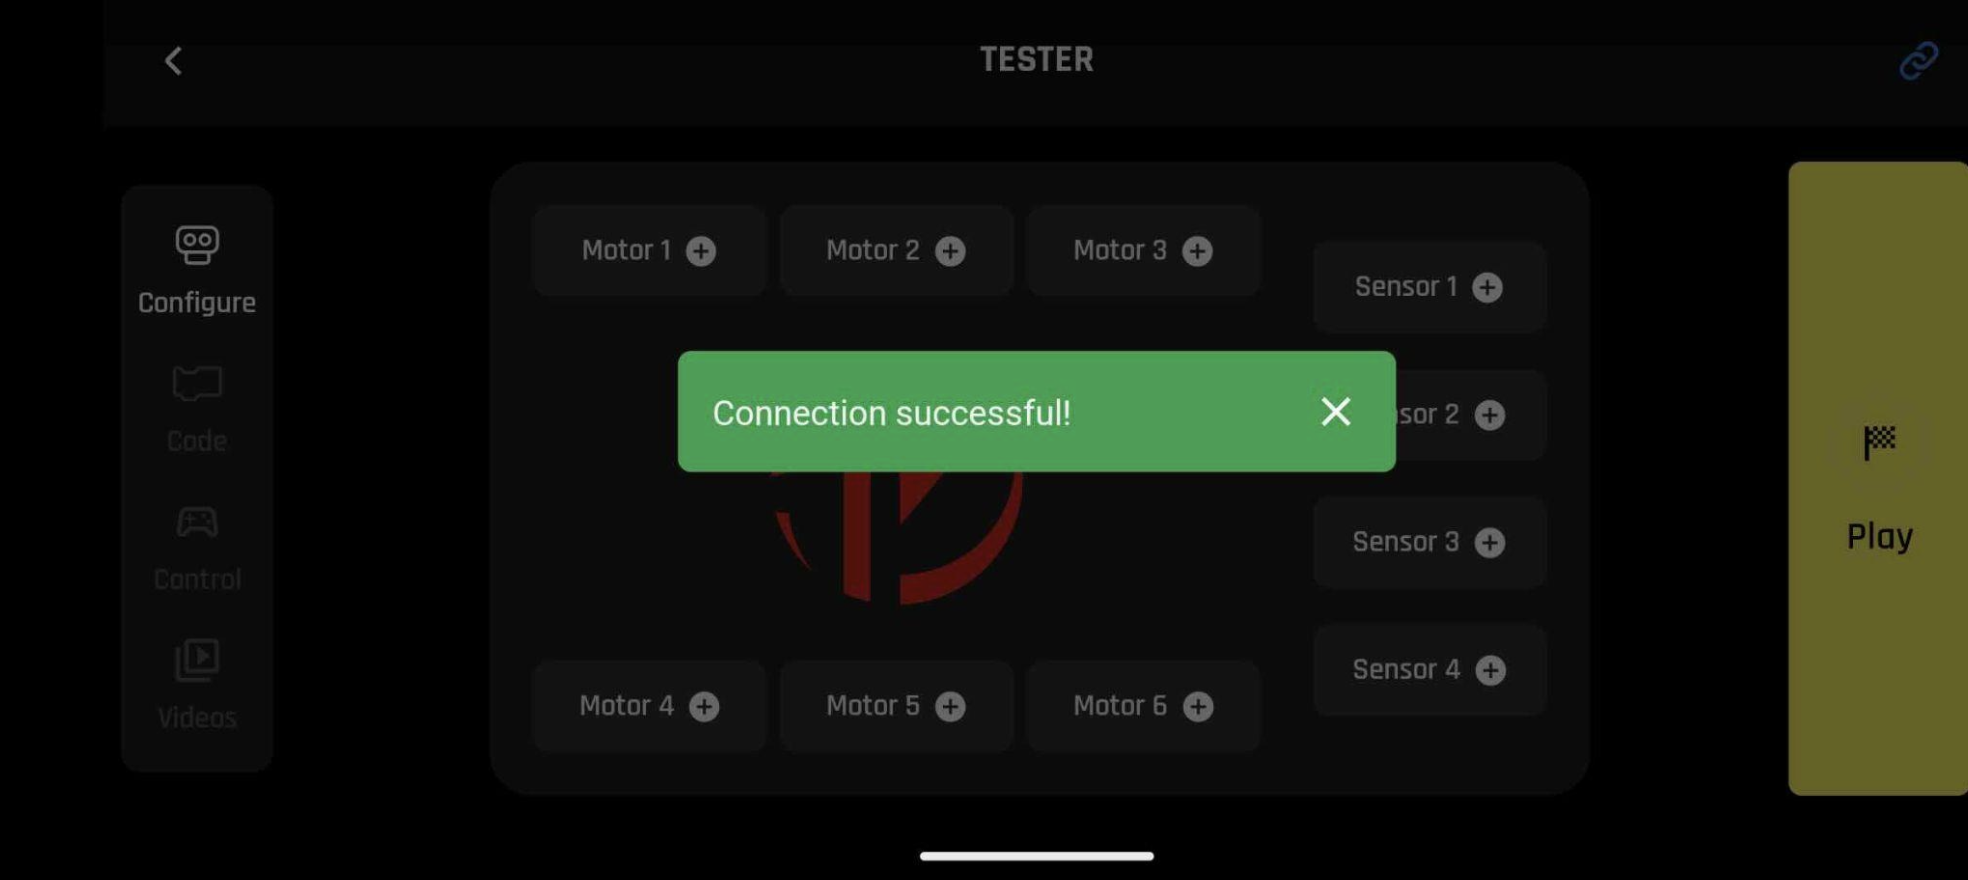 TESTER
Configure
Code
Control
Videos
Motor 1
Motor 2
Motor 3
Sensor 1
Connection successful!
sor 2
Sensor 3
Sensor 4
Motor 4
Motor 5
Motor 6
Play